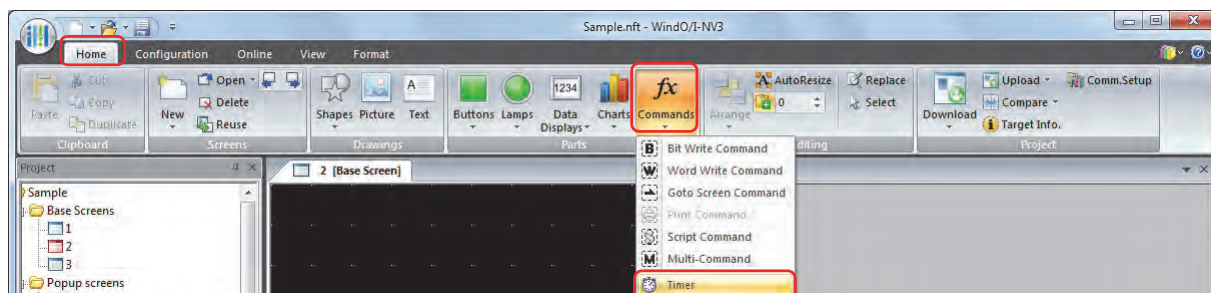 Sample.nft - WindO/I-NV3
Home Configuration Online View Format
Cut
Copy
Paste
Duplicate
Clipboard
New
Open
Delete
Reuse
Screens
Shapes Picture Text
Drawings
Buttons Lamps
1234
Data
Displays
Charts
fx
Commands
Parts
Arrange
AutoResize
0
Replace
Select
diting
Download
Upload
Compare
Target Info.
Comm.Setup
Project
Project
Sample
Base Screens
1
2
3
Popup screens
2 [Base Screen]
B Bit Write Command
W Word Write Command
Goto Screen Command
Print Command
S Script Command
M Multi-Command
Timer